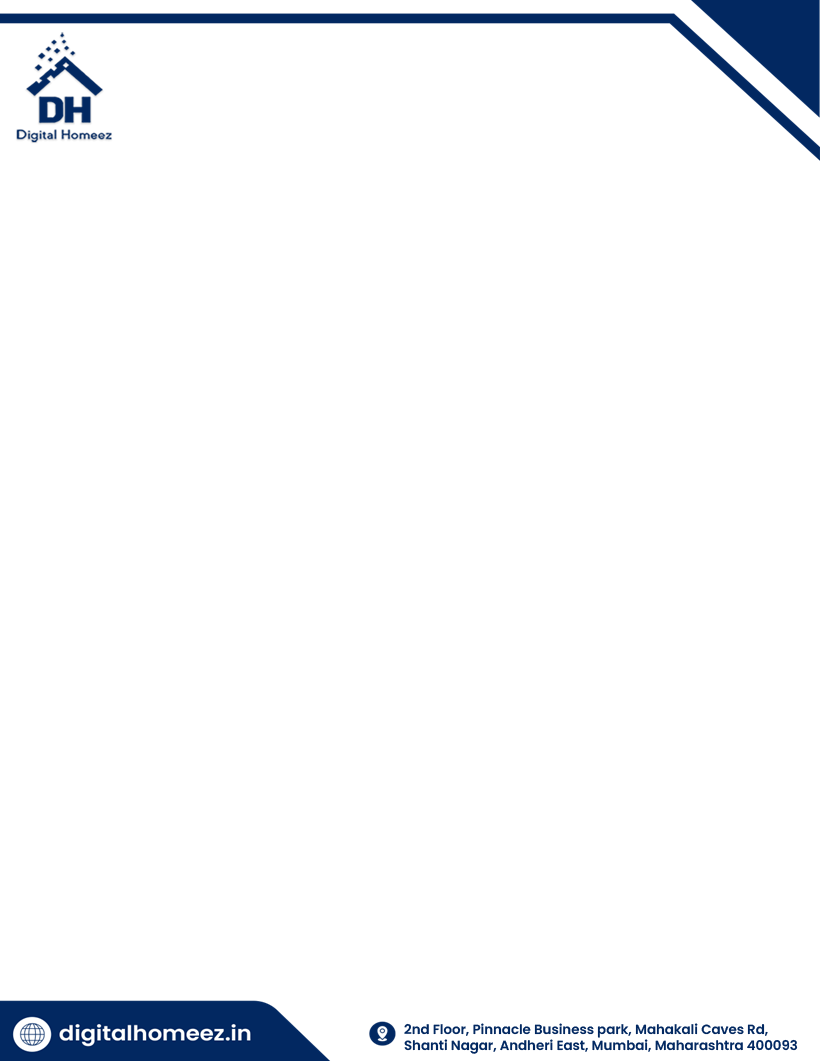 DH
Digital Homeez
digitalhomeez.in
2nd Floor, Pinnacle Business park, Mahakali Caves Rd,
Shanti Nagar, Andheri East, Mumbai, Maharashtra 400093